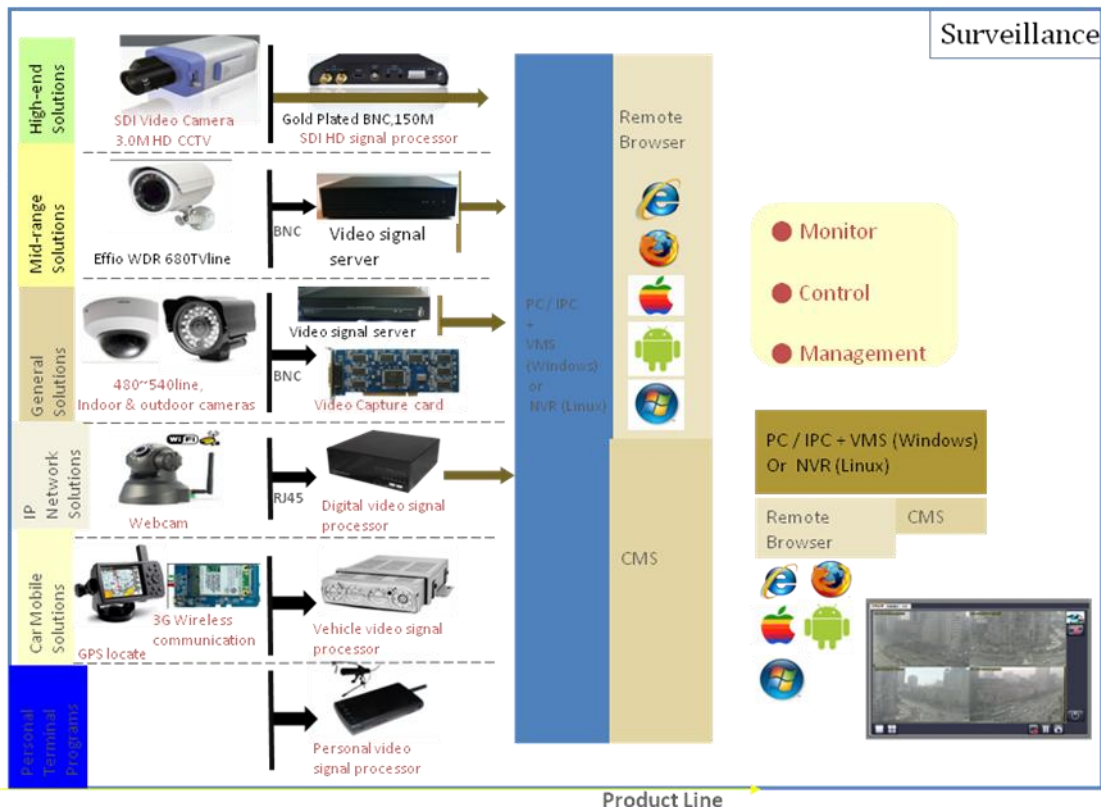 Surveillance
High-end
Solutions
SDI Video Camera
3.0M HD CCTV
Gold Plated BNC,150M
SDI HD signal processor
Mid-range
Solutions
Effio WDR 680TVline
BNC
Video signal
server
General
Solutions
480~540line,
Indoor & outdoor cameras
BNC
Video signal server
Video Capture card
IP
Network
Solutions
WiFi
Webcam
RJ45
Digital video signal
processor
Car Mobile
Solutions
GPS locate
3G Wireless
communication
Vehicle video signal
processor
Personal
Terminal
Programs
Personal video
signal processor
PC / IPC
+
VMS
(Windows)
or
NVR (Linux)
Remote
Browser
CMS
Monitor
Control
Management
PC / IPC + VMS (Windows)
Or NVR (Linux)
Remote
Browser
CMS
Product Line